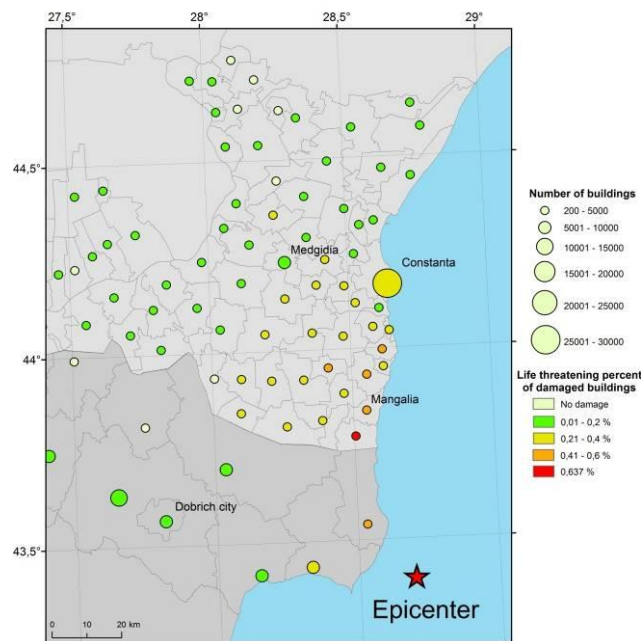 27,5°
28°
28,5°
29°
44,5°
Number of buildings
200 - 5000
5001 - 10000
10001 - 15000
15001 - 20000
20001 - 25000
25001 - 30000
Medgidia
Constanta
44°
Life threatening percent
of damaged buildings
No damage
0,01 - 0,2 %
0,21 - 0,4 %
0,41 - 0,6 %
0,637 %
Mangalia
Dobrich city
43,5°
Epicenter
0 10 20 km